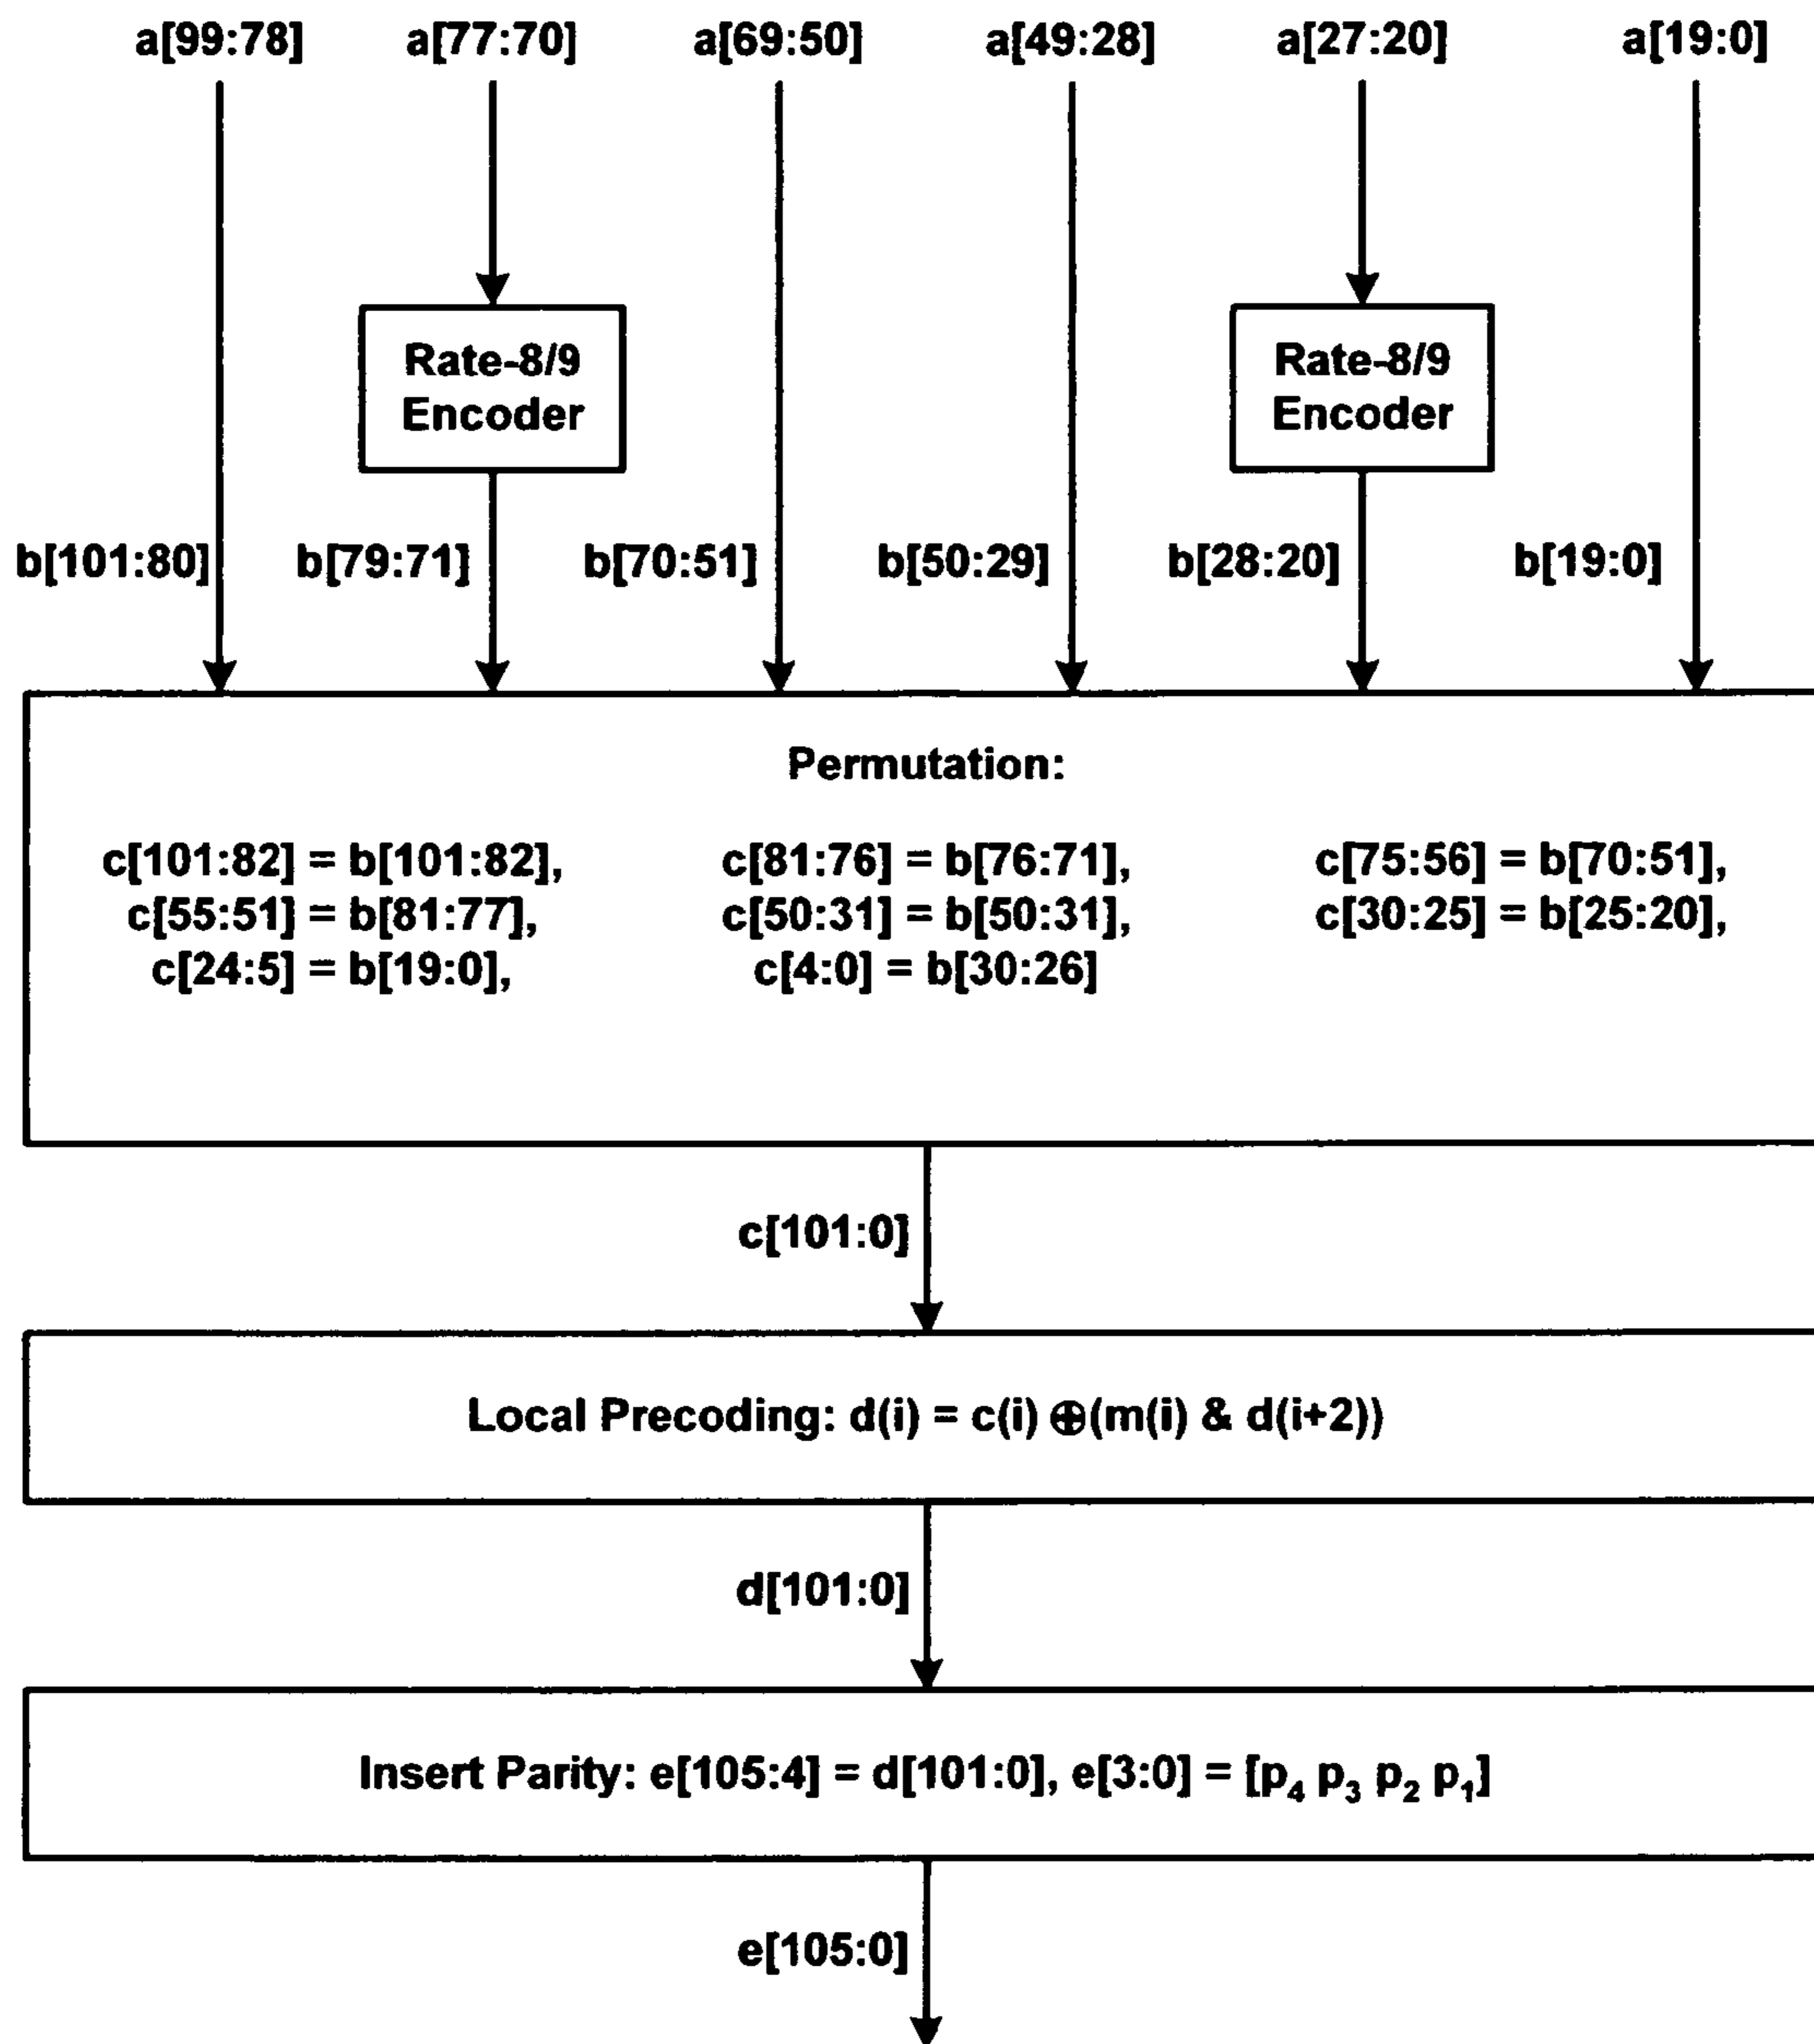 a[99:78] a[77:70] a[69:50] a[49:28] a[27:20] a[19:0]
Rate-8/9
Encoder
Rate-8/9
Encoder
b[101:80] b[79:71] b[70:51] b[50:29] b[28:20] b[19:0]
Permutation:
c[101:82] = b[101:82], c[81:76] = b[76:71], c[75:56] = b[70:51],
c[55:51] = b[81:77], c[50:31] = b[50:31], c[30:25] = b[25:20],
c[24:5] = b[19:0], c[4:0] = b[30:26]
c[101:0]
Local Precoding: d(i) = c(i) ⊕(m(i) & d(i+2))
d[101:0]
Insert Parity: e[105:4] = d[101:0], e[3:0] = [p₄ p₃ p₂ p₁]
e[105:0]